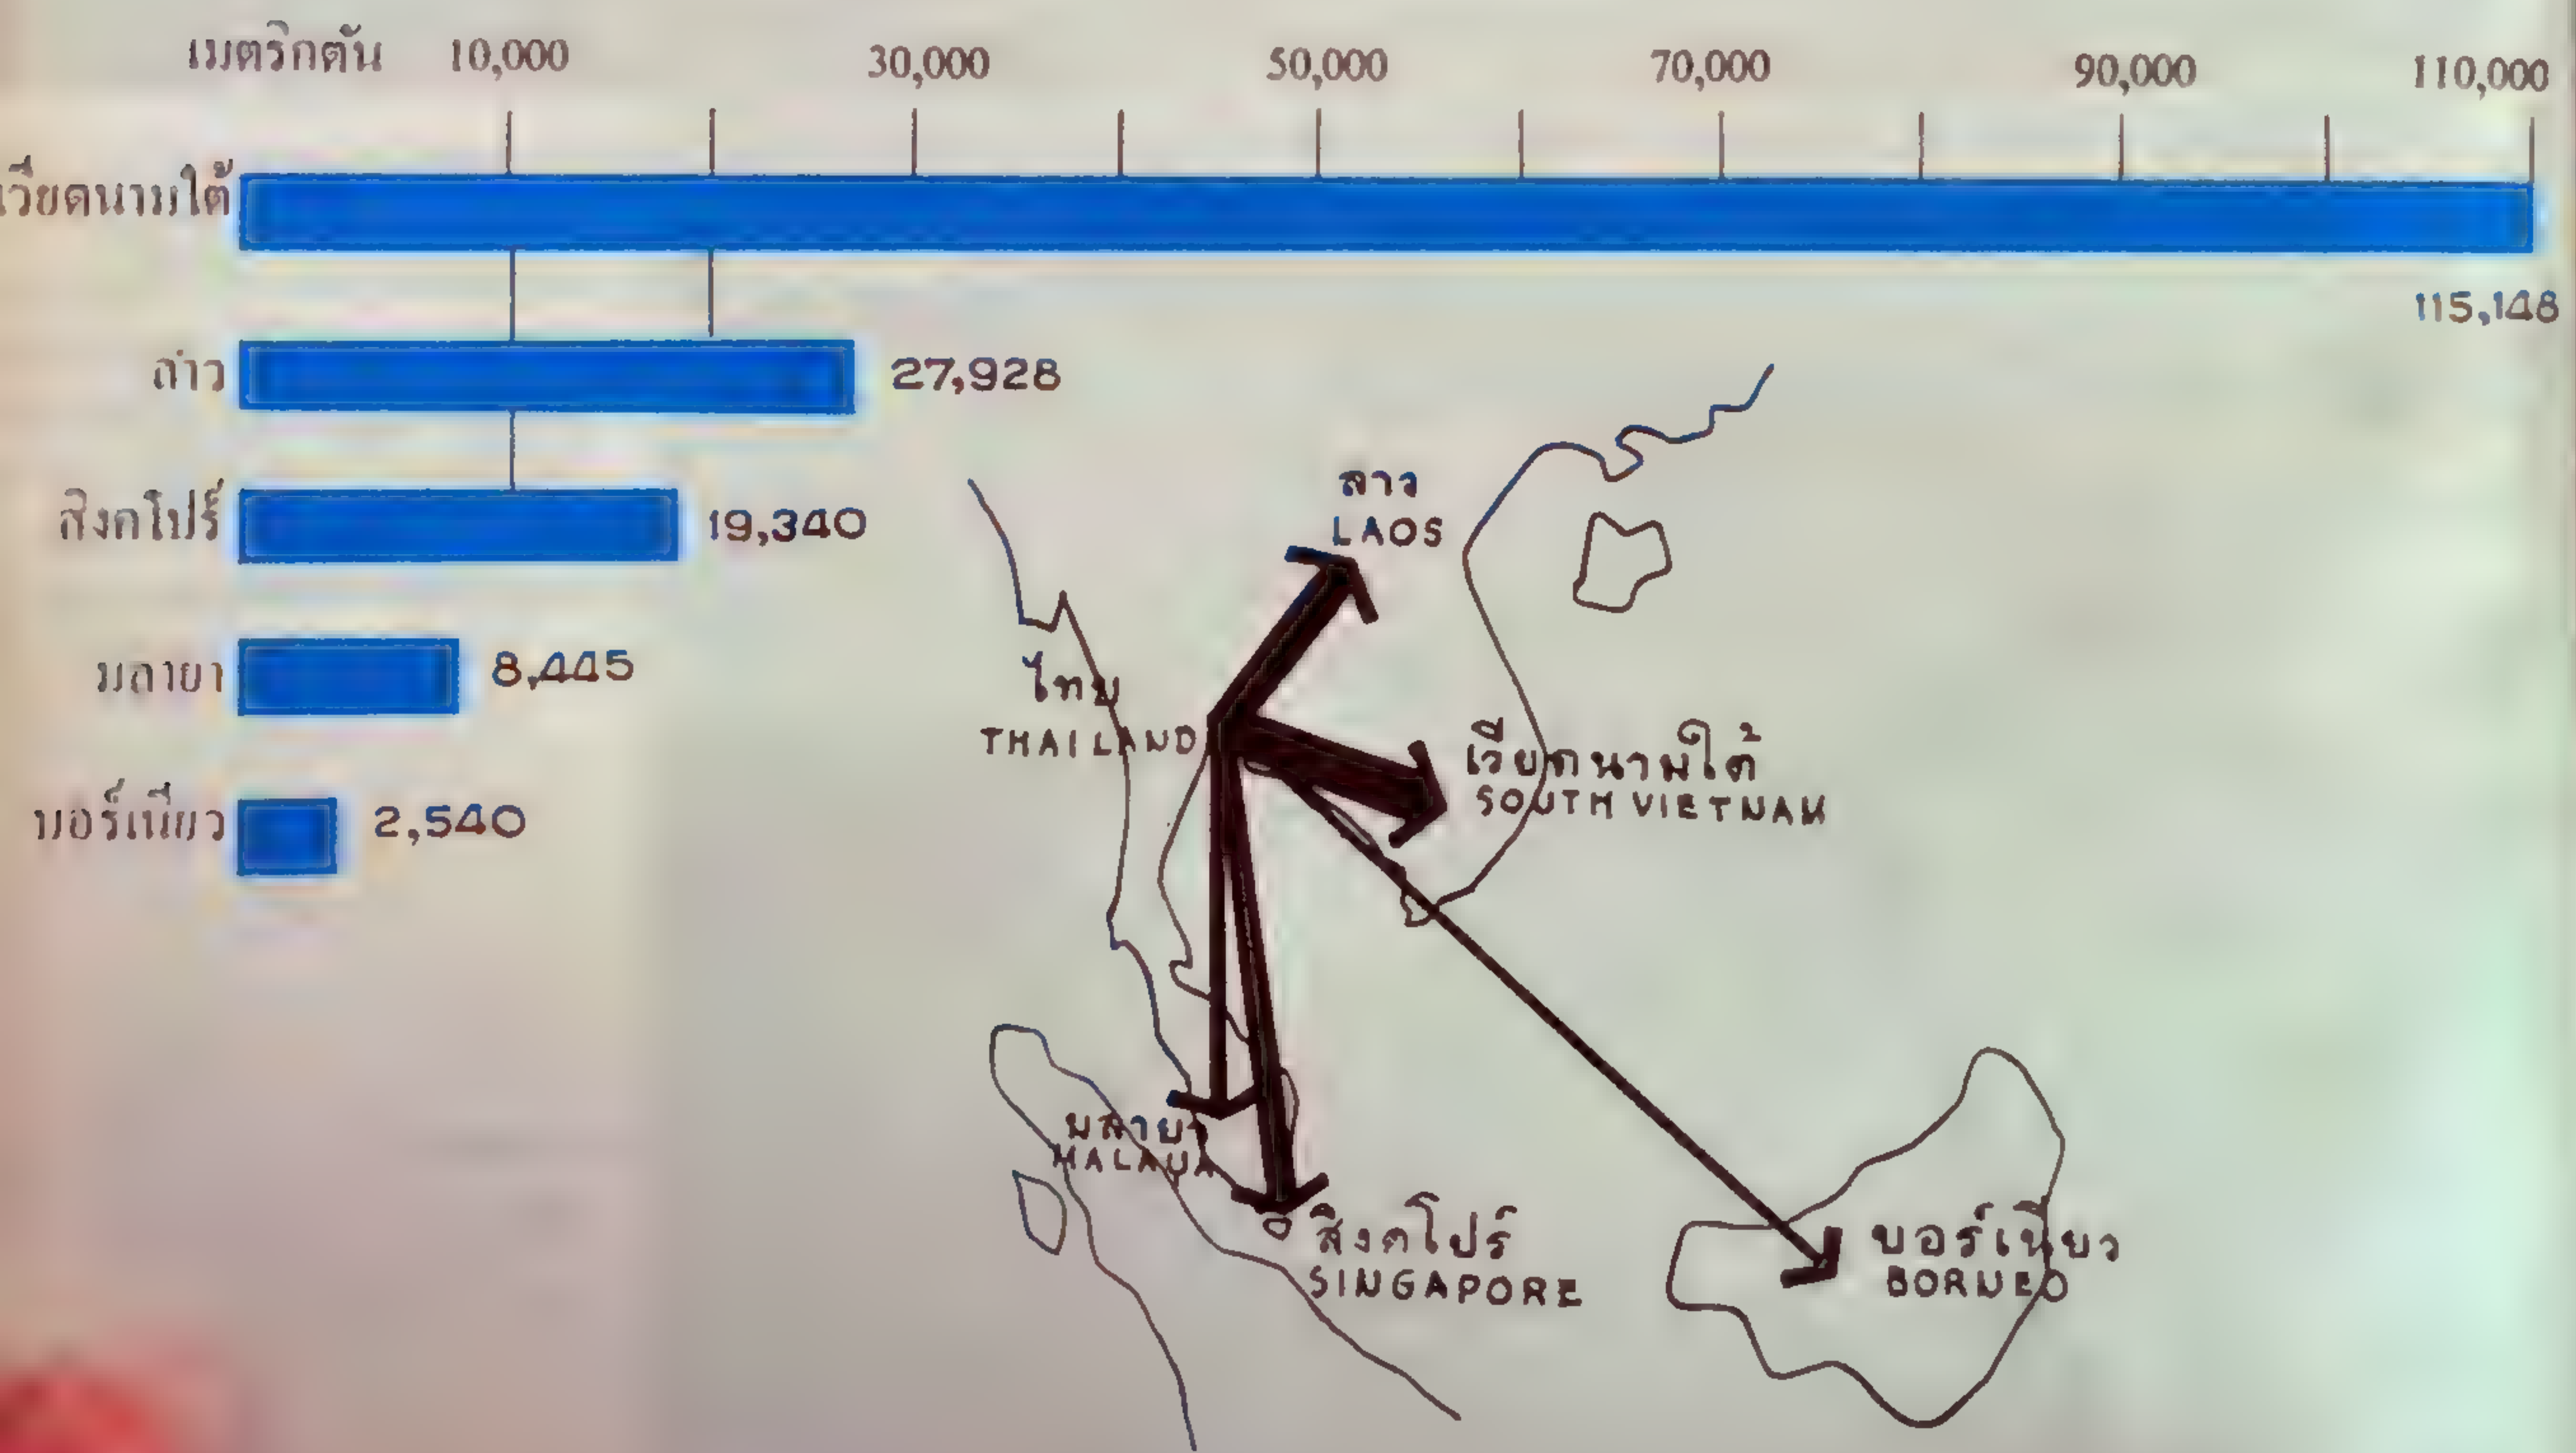 เมตริกตัน 10,000 30,000 50,000 70,000 90,000 110,000
เวียดนามใต้
115,148
ลาว 27,928
สิงคโปร์ 19,340
มลายา 8,445
บอร์เนียว 2,540
ลาว
LAOS
ไทย
THAILAND
เวียดนามใต้
SOUTH VIETNAM
มลายา
MALAYA
สิงคโปร์
SINGAPORE
บอร์เนียว
BORNEO